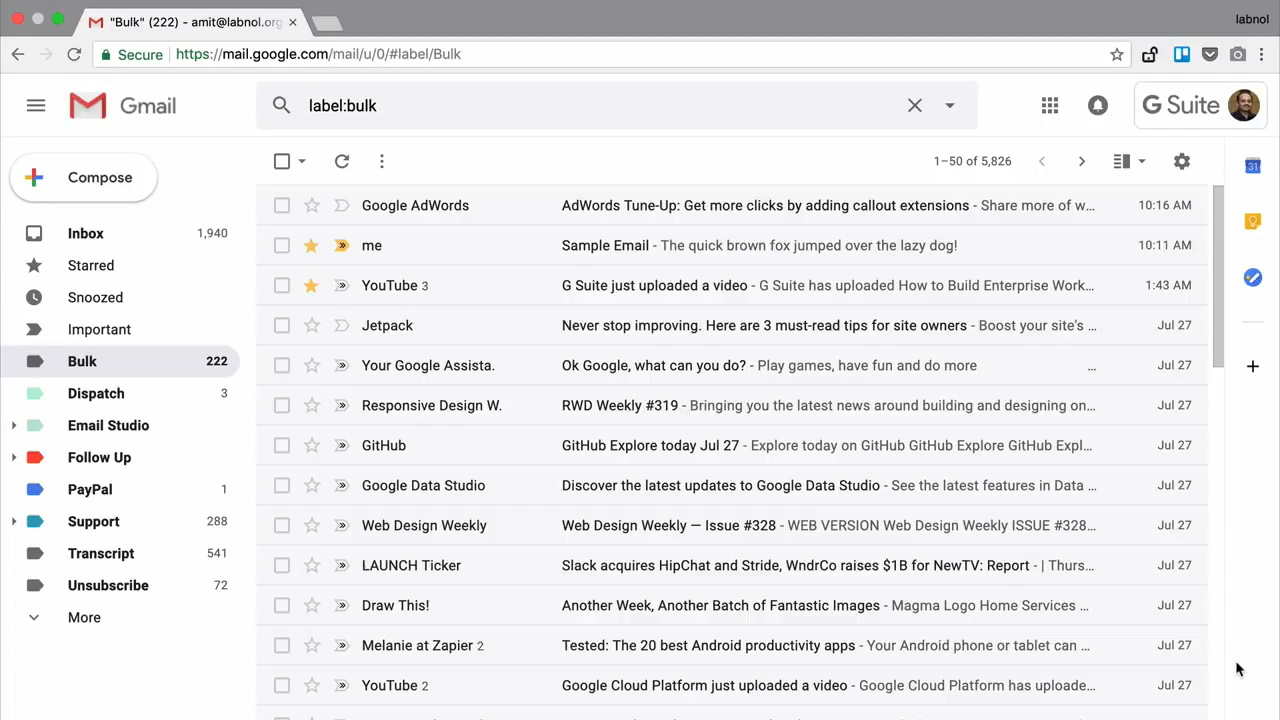 "Bulk" (222) - amit@labnol.org
labnol
Secure https://mail.google.com/mail/u/0/#label/Bulk
Gmail
label:bulk
G Suite
Compose
1–50 of 5,826
31
Inbox 1,940
Starred
Snoozed
Important
Bulk 222
Dispatch 3
Email Studio
Follow Up
PayPal 1
Support 288
Transcript 541
Unsubscribe 72
More
Google AdWords AdWords Tune-Up: Get more clicks by adding callout extensions - Share more of w... 10:16 AM
me Sample Email - The quick brown fox jumped over the lazy dog! 10:11 AM
YouTube 3 G Suite just uploaded a video - G Suite has uploaded How to Build Enterprise Work... 1:43 AM
Jetpack Never stop improving. Here are 3 must-read tips for site owners - Boost your site's ... Jul 27
Your Google Assista. Ok Google, what can you do? - Play games, have fun and do more ... Jul 27
Responsive Design W. RWD Weekly #319 - Bringing you the latest news around building and designing on... Jul 27
GitHub GitHub Explore today Jul 27 - Explore today on GitHub GitHub Explore GitHub Expl... Jul 27
Google Data Studio Discover the latest updates to Google Data Studio - See the latest features in Data ... Jul 27
Web Design Weekly Web Design Weekly — Issue #328 - WEB VERSION Web Design Weekly ISSUE #328... Jul 27
LAUNCH Ticker Slack acquires HipChat and Stride, WndrCo raises $1B for NewTV: Report - | Thurs... Jul 27
Draw This! Another Week, Another Batch of Fantastic Images - Magma Logo Home Services ... Jul 27
Melanie at Zapier 2 Tested: The 20 best Android productivity apps - Your Android phone or tablet can ... Jul 27
YouTube 2 Google Cloud Platform just uploaded a video - Google Cloud Platform has uploade... Jul 27